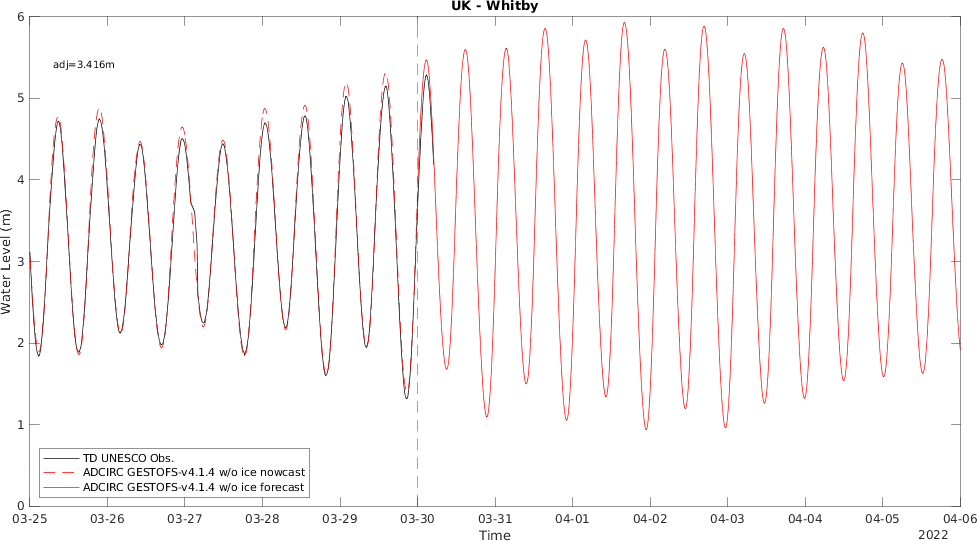 UK - Whitby
adj=3.416m
6
5
4
3
2
1
0
Water Level (m)
TD UNESCO Obs.
ADCIRC GESTOFS-v4.1.4 w/o ice nowcast
ADCIRC GESTOFS-v4.1.4 w/o ice forecast
03-25 03-26 03-27 03-28 03-29 03-30 03-31 04-01 04-02 04-03 04-04 04-05 04-06
Time
2022